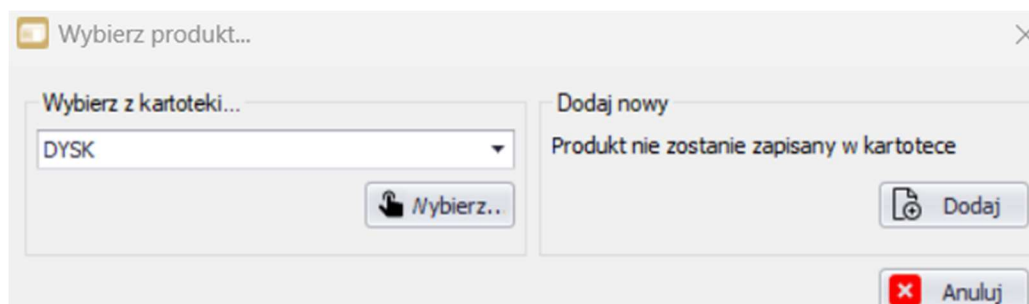 Wybierz produkt...
Wybierz z kartoteki...
DYSK
Wybierz...
Dodaj nowy
Produkt nie zostanie zapisany w kartotece
Dodaj
Anuluj